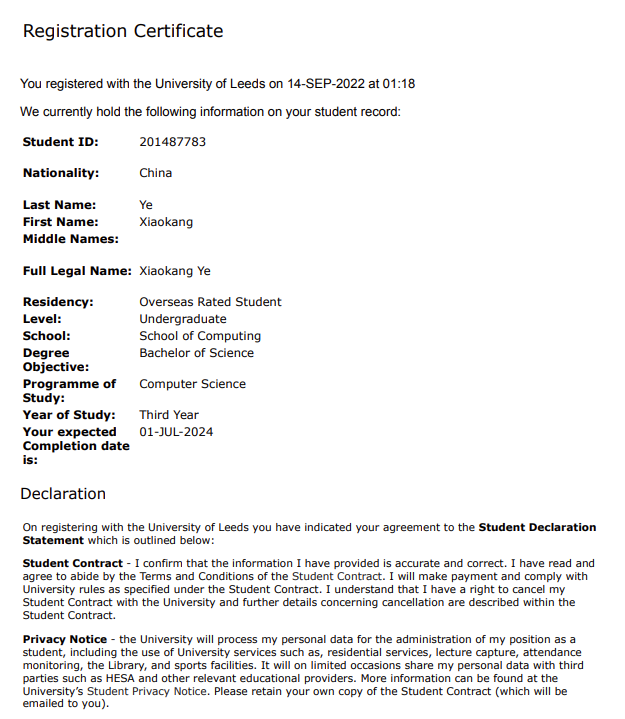 Registration Certificate
You registered with the University of Leeds on 14-SEP-2022 at 01:18
We currently hold the following information on your student record:
Student ID: 201487783
Nationality: China
Last Name: Ye
First Name: Xiaokang
Middle Names:
Full Legal Name: Xiaokang Ye
Residency: Overseas Rated Student
Level: Undergraduate
School: School of Computing
Degree Bachelor of Science
Objective:
Programme of Computer Science
Study:
Year of Study: Third Year
Your expected 01-JUL-2024
Completion date
is:
Declaration
On registering with the University of Leeds you have indicated your agreement to the Student Declaration
Statement which is outlined below:
Student Contract - I confirm that the information I have provided is accurate and correct. I have read and
agree to abide by the Terms and Conditions of the Student Contract. I will make payment and comply with
University rules as specified under the Student Contract. I understand that I have a right to cancel my
Student Contract with the University and further details concerning cancellation are described within the
Student Contract.
Privacy Notice - the University will process my personal data for the administration of my position as a
student, including the use of University services such as, residential services, lecture capture, attendance
monitoring, the Library, and sports facilities. It will on limited occasions share my personal data with third
parties such as HESA and other relevant educational providers. More information can be found at the
University's Student Privacy Notice. Please retain your own copy of the Student Contract (which will be
emailed to you).